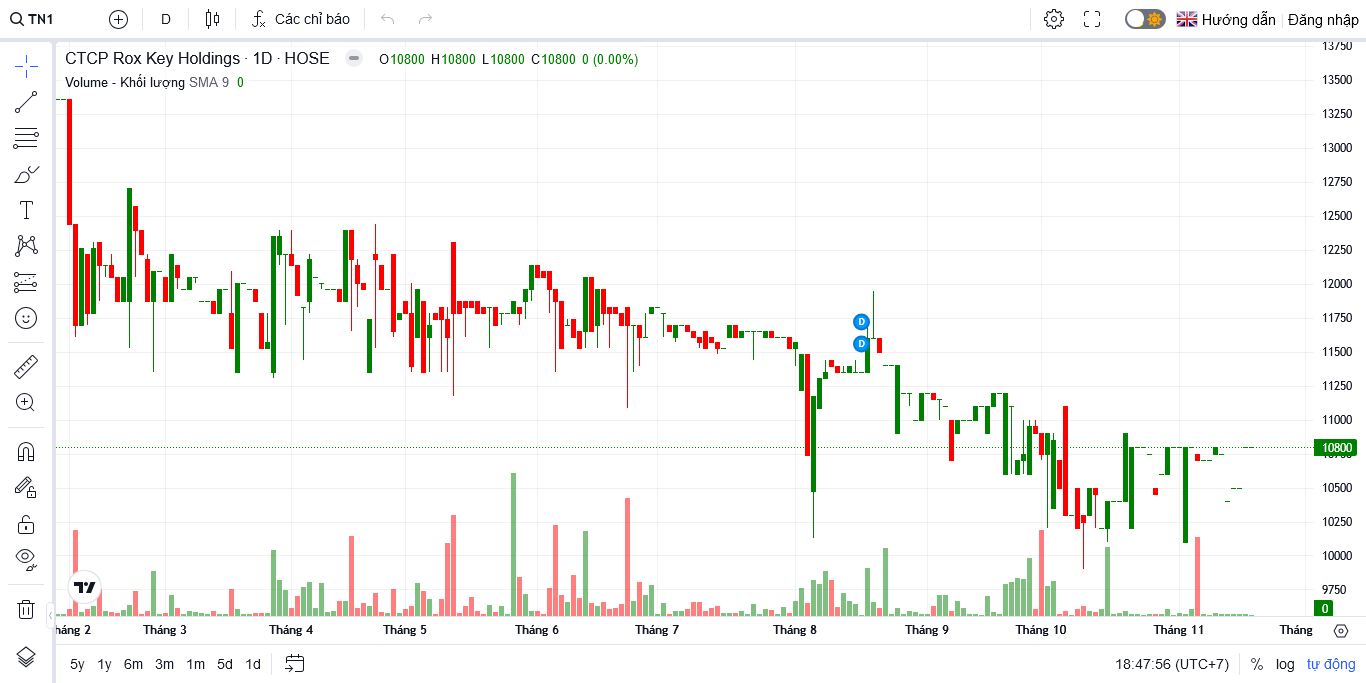 TN1
D
Các chỉ báo
Hướng dẫn
Đăng nhập
CTCP Rox Key Holdings · 1D · HOSE
O10800 H10800 L10800 C10800 0 (0.00%)
Volume - Khối lượng SMA 9 0
13750
13500
13250
13000
12750
12500
12250
12000
11750
11500
11250
11000
10800
10500
10250
10000
9750
0
D
D
háng 2
Tháng 3
Tháng 4
Tháng 5
Tháng 6
Tháng 7
Tháng 8
Tháng 9
Tháng 10
Tháng 11
Tháng
5y 1y 6m 3m 1m 5d 1d
18:47:56 (UTC+7)
% log tự động